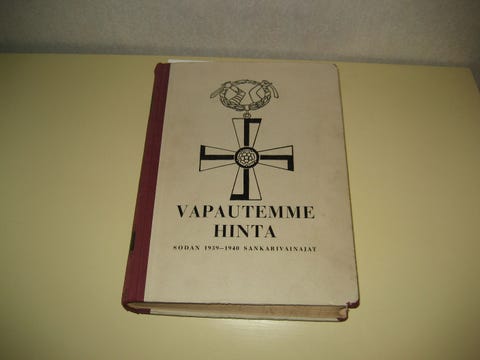 VAPAUTEMME
HINTA
SODAN 1939–1940 SANKARIVAINAJAT